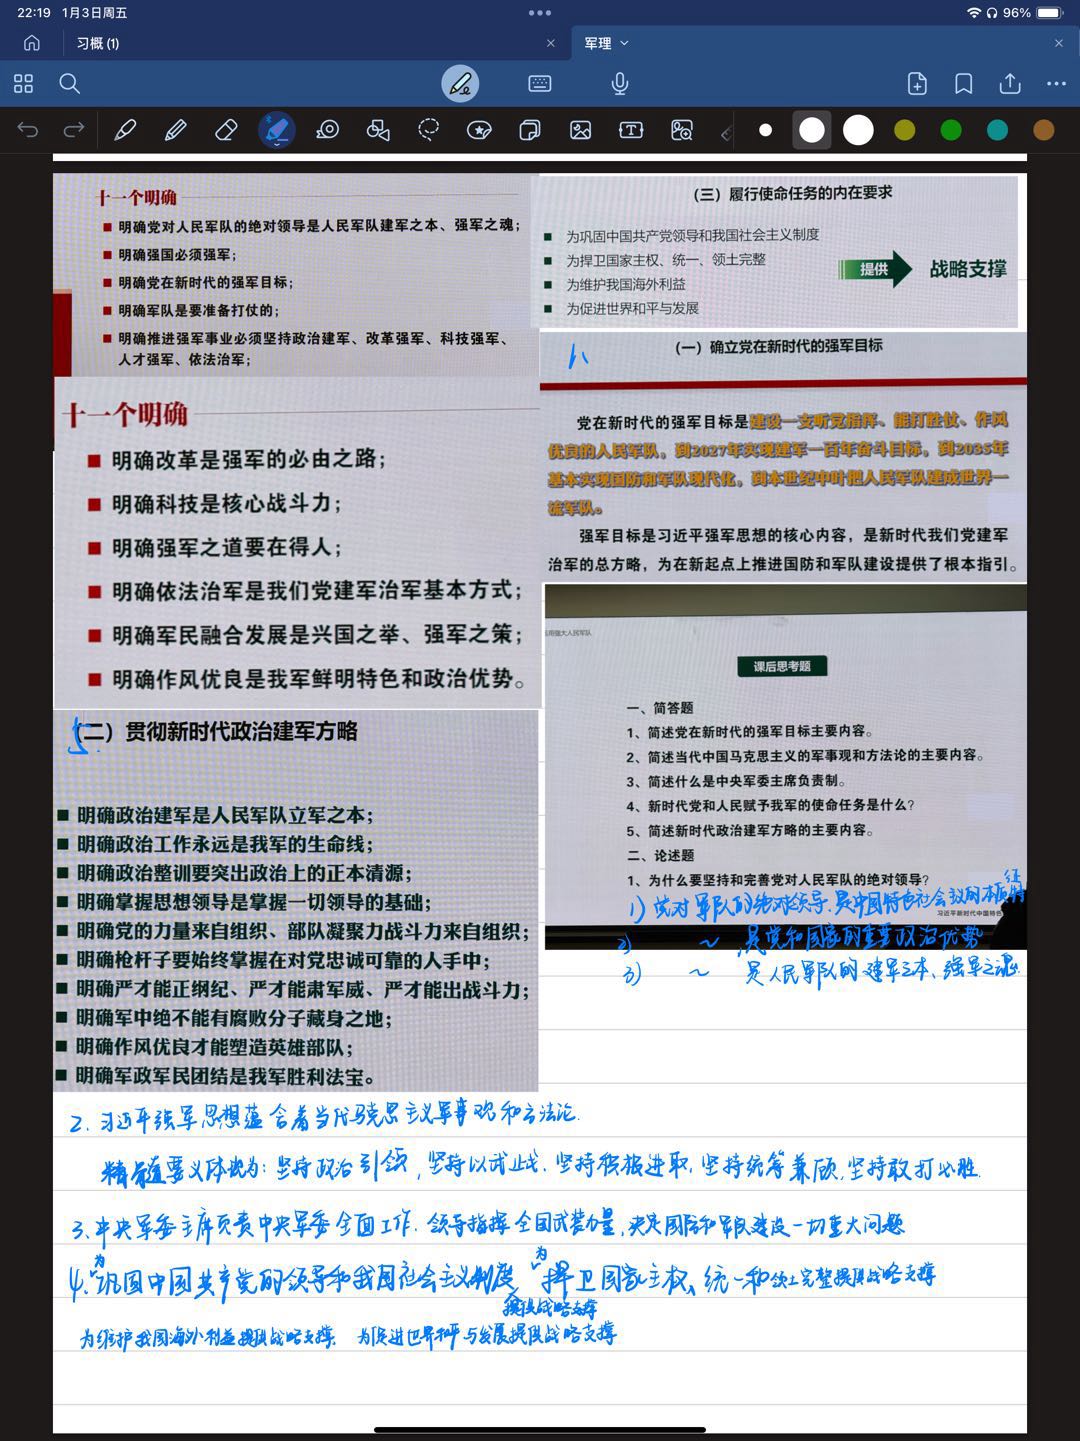 22:19 1月3日周五
96%
习概 (1)
军理
十一个明确
明确党对人民军队的绝对领导是人民军队建军之本、强军之魂；
明确强国必须强军；
明确党在新时代的强军目标；
明确军队是要准备打仗的；
明确推进强军事业必须坚持政治建军、改革强军、科技强军、
人才强军、依法治军；
（三）履行使命任务的内在要求
为巩固中国共产党领导和我国社会主义制度
为捍卫国家主权、统一、领土完整
为维护我国海外利益
为促进世界和平与发展
提供
战略支撑
十一个明确
明确改革是强军的必由之路；
明确科技是核心战斗力；
明确强军之道要在得人；
明确依法治军是我们党建军治军基本方式；
明确军民融合发展是兴国之举、强军之策；
明确作风优良是我军鲜明特色和政治优势。
1、
（一）确立党在新时代的强军目标
党在新时代的强军目标是建设一支听党指挥、能打胜仗、作风
优良的人民军队，到2027年实现建军一百年奋斗目标，到2035年
基本实现国防和军队现代化，到本世纪中叶把人民军队建成世界一
流军队。
强军目标是习近平强军思想的核心内容，是新时代我们党建军
治军的总方略，为在新起点上推进国防和军队建设提供了根本指引。
用强大人民军队
课后思考题
一、简答题
1、简述党在新时代的强军目标主要内容。
2、简述当代中国马克思主义的军事观和方法论的主要内容。
3、简述什么是中央军委主席负责制。
4、新时代党和人民赋予我军的使命任务是什么？
5、简述新时代政治建军方略的主要内容。
二、论述题
1、为什么要坚持和完善党对人民军队的绝对领导？
1) 党对军队的绝对领导是中国特色社会主义的本质特征
习近平新时代中国特色
2) ~ 是党和国家的重要政治优势
3) ~ 是人民军队的建军之本、强军之魂
5.
（二）贯彻新时代政治建军方略
明确政治建军是人民军队立军之本；
明确政治工作永远是我军的生命线；
明确政治整训要突出政治上的正本清源；
明确掌握思想领导是掌握一切领导的基础；
明确党的力量来自组织、部队凝聚力战斗力来自组织；
明确枪杆子要始终掌握在对党忠诚可靠的人手中；
明确严才能正纲纪、严才能肃军威、严才能出战斗力；
明确军中绝不能有腐败分子藏身之地；
明确作风优良才能塑造英雄部队；
明确军政军民团结是我军胜利法宝。
2. 习近平强军思想蕴含着当代马克思主义军事观和方法论.
精髓要义体现为：坚持政治引领，坚持以武止战、坚持积极进取，坚持统筹兼顾，坚持敢打必胜.
3. 中央军委主席负责中央军委全面工作，领导指挥全国武装力量，决定国防和军队建设一切重大问题
4. 为巩固中国共产党的领导和我国社会主义制度提供战略支撑 为捍卫国家主权、统一和领土完整提供战略支撑
为维护我国海外利益提供战略支撑 为促进世界和平与发展提供战略支撑